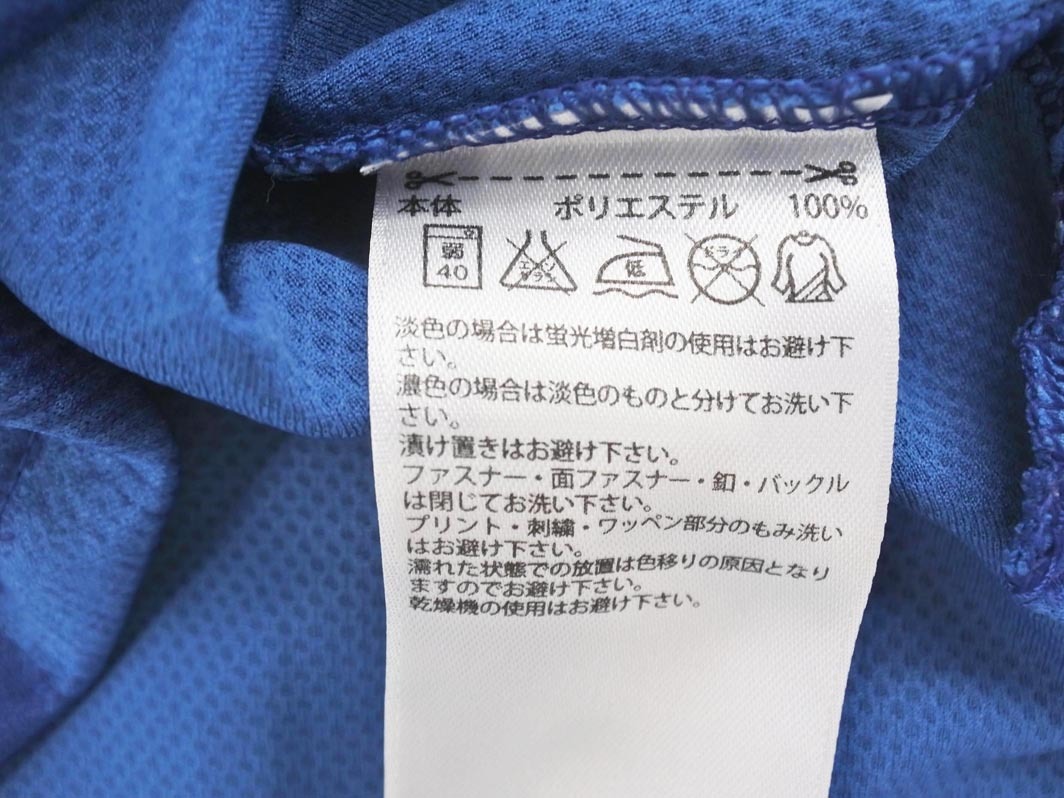 本体 ポリエステル 100%
弱 40 エンソ サラシ 低 ドライ
淡色の場合は蛍光増白剤の使用はお避け下
さい。
濃色の場合は淡色のものと分けてお洗い下
さい。
漬け置きはお避け下さい。
ファスナー・面ファスナー・釦・バックル
は閉じてお洗い下さい。
プリント・刺繍・ワッペン部分のもみ洗い
はお避け下さい。
濡れた状態での放置は色移りの原因となり
ますのでお避け下さい。
乾燥機の使用はお避け下さい。